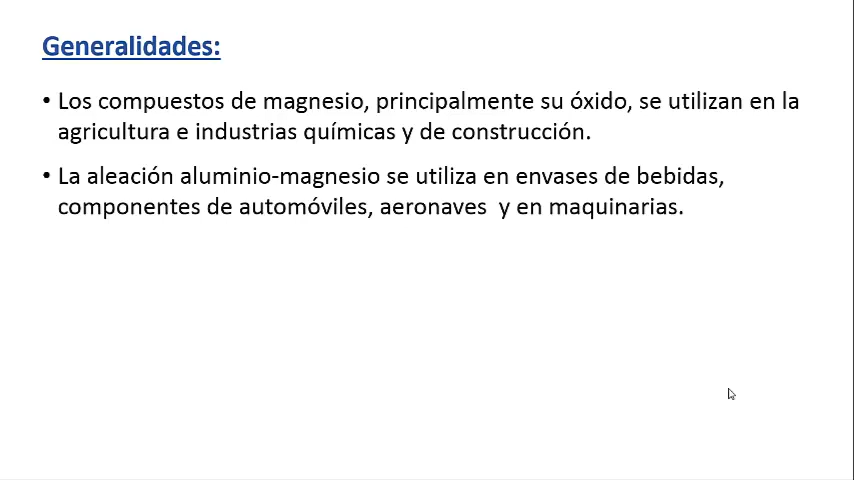 Generalidades:
• Los compuestos de magnesio, principalmente su óxido, se utilizan en la
agricultura e industrias químicas y de construcción.
• La aleación aluminio-magnesio se utiliza en envases de bebidas,
componentes de automóviles, aeronaves  y en maquinarias.